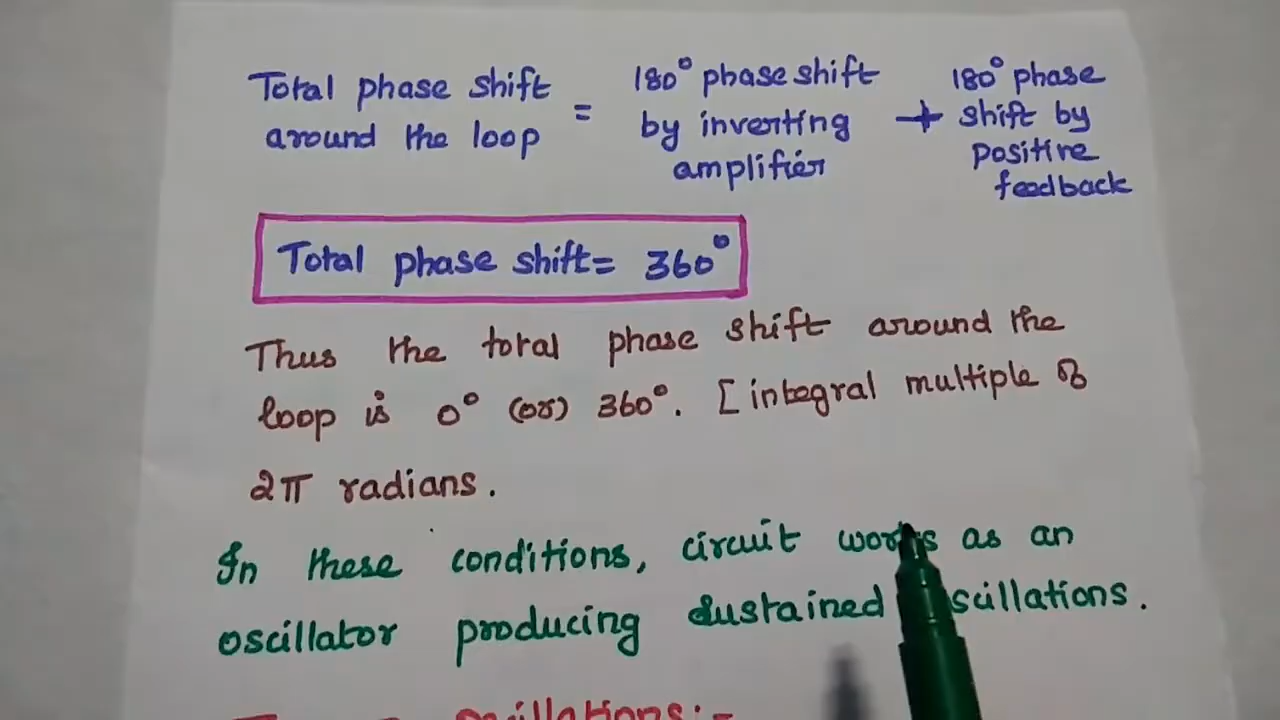 Total phase shift around the loop = 180° phase shift by inverting amplifier + 180° phase shift by positive feedback
Total phase shift = 360°
Thus the total phase shift around the
loop is 0° (or) 360°. [integral multiple of
2π radians.
In these conditions, circuit works as an
oscillator producing sustained oscillations.
oscillations:-